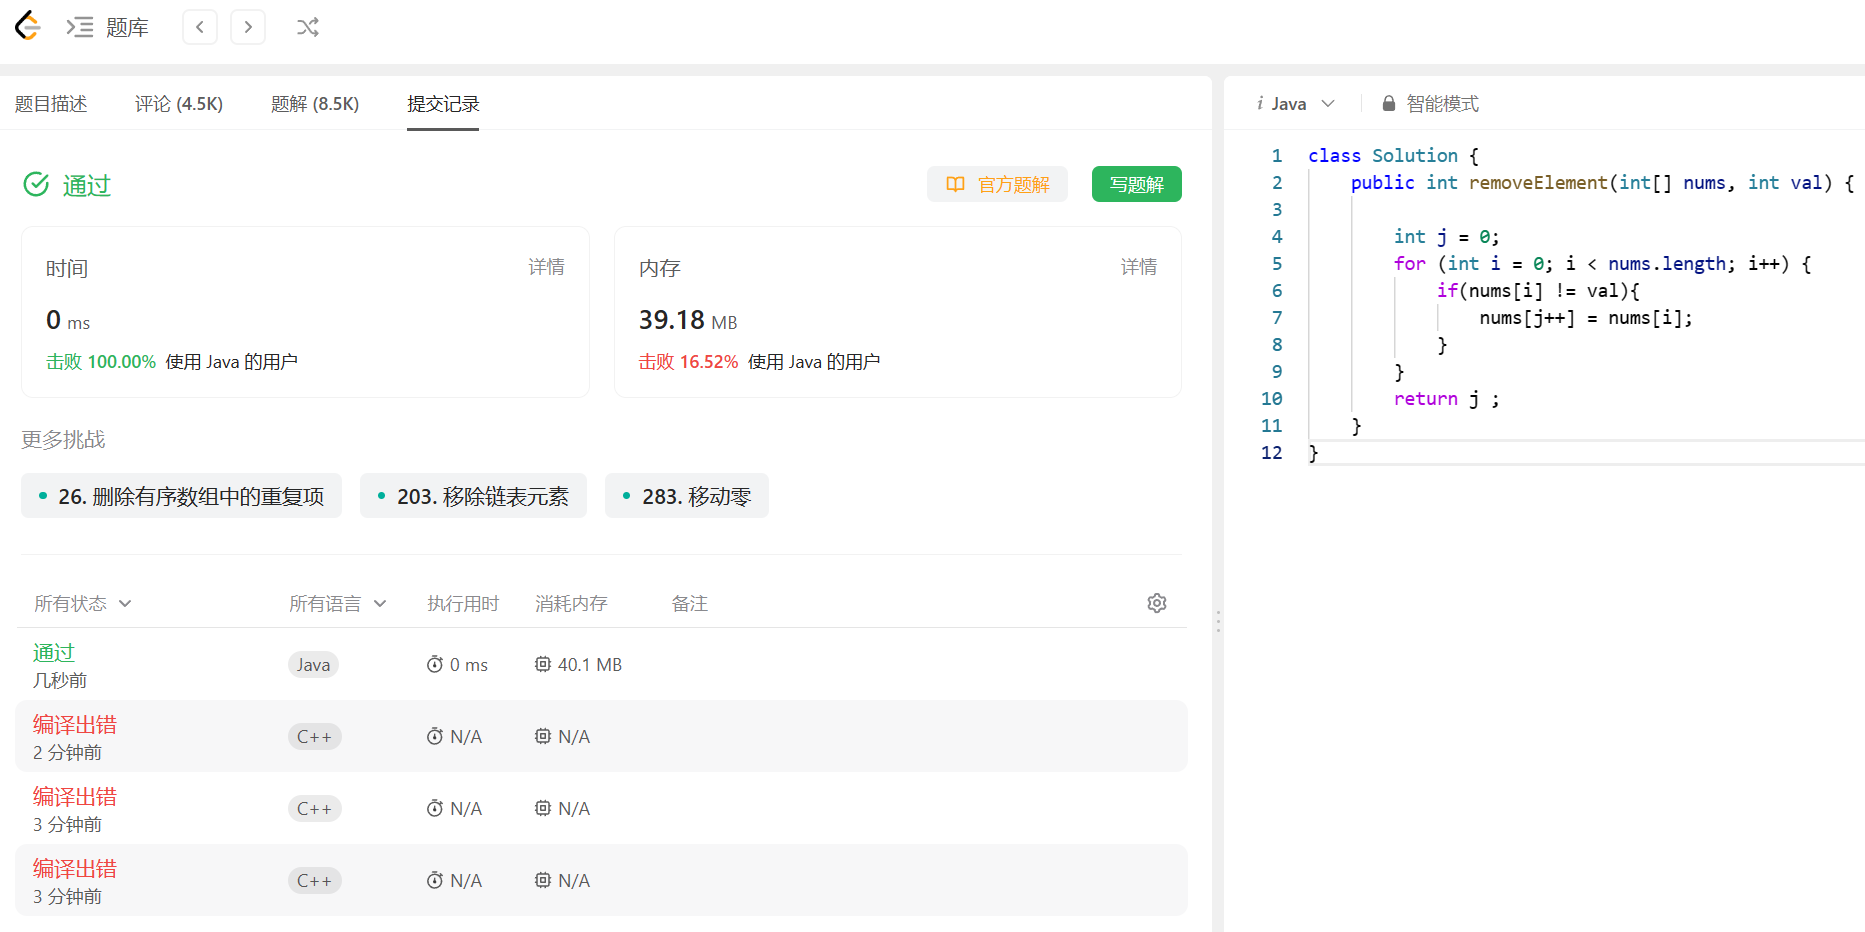 题库
题目描述 评论 (4.5K) 题解 (8.5K) 提交记录
通过 官方题解 写题解
时间 详情
0 ms
击败 100.00% 使用 Java 的用户
内存 详情
39.18 MB
击败 16.52% 使用 Java 的用户
更多挑战
26. 删除有序数组中的重复项 203. 移除链表元素 283. 移动零
所有状态 所有语言 执行用时 消耗内存 备注
通过 Java 0 ms 40.1 MB
几秒前
编译出错 C++ N/A N/A
2 分钟前
编译出错 C++ N/A N/A
3 分钟前
编译出错 C++ N/A N/A
3 分钟前
i Java 智能模式
1 class Solution {
2     public int removeElement(int[] nums, int val) {
3
4         int j = 0;
5         for (int i = 0; i < nums.length; i++) {
6             if(nums[i] != val){
7                 nums[j++] = nums[i];
8             }
9         }
10         return j ;
11     }
12 }